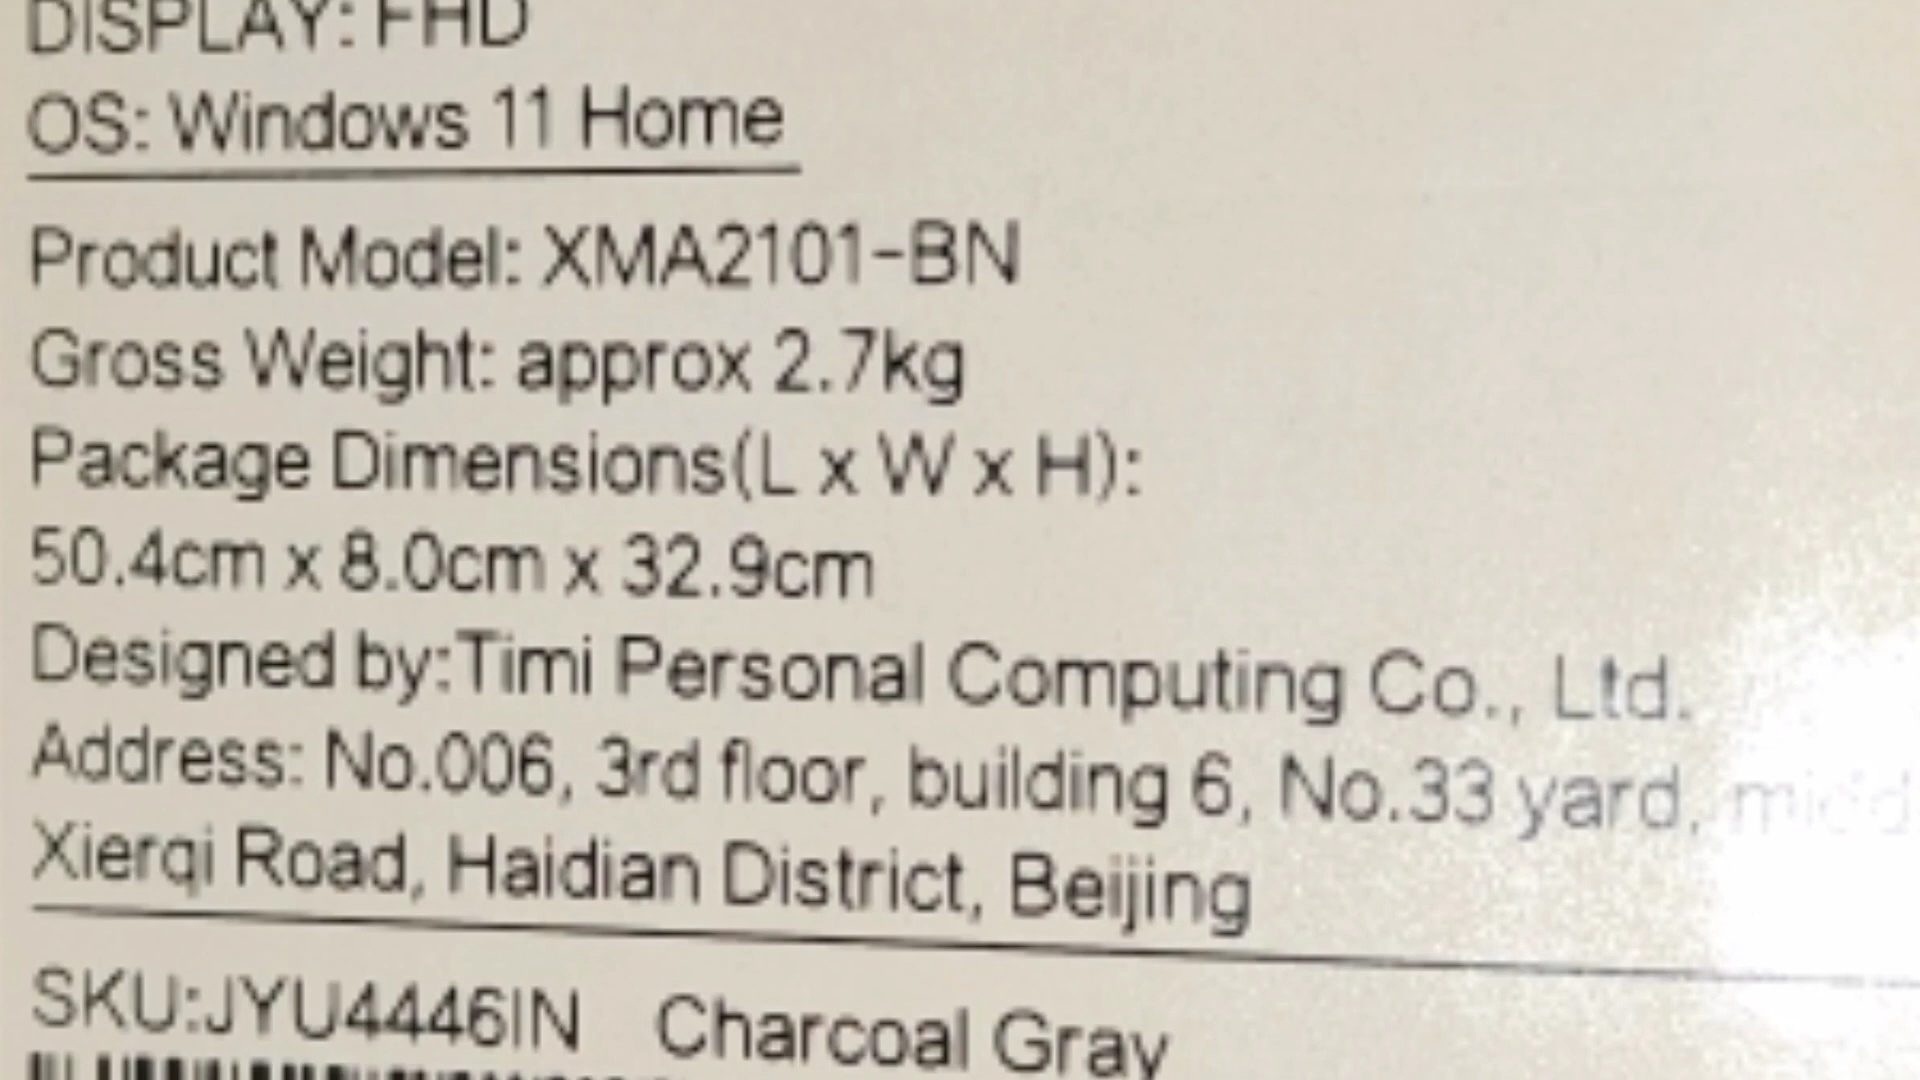 DISPLAY: FHD
OS: Windows 11 Home
Product Model: XMA2101-BN
Gross Weight: approx 2.7kg
Package Dimensions(L x W x H):
50.4cm x 8.0cm x 32.9cm
Designed by:Timi Personal Computing Co., Ltd.
Address: No.006, 3rd floor, building 6, No.33 yard,
Xierqi Road, Haidian District, Beijing
SKU:JYU4446IN Charcoal Gray